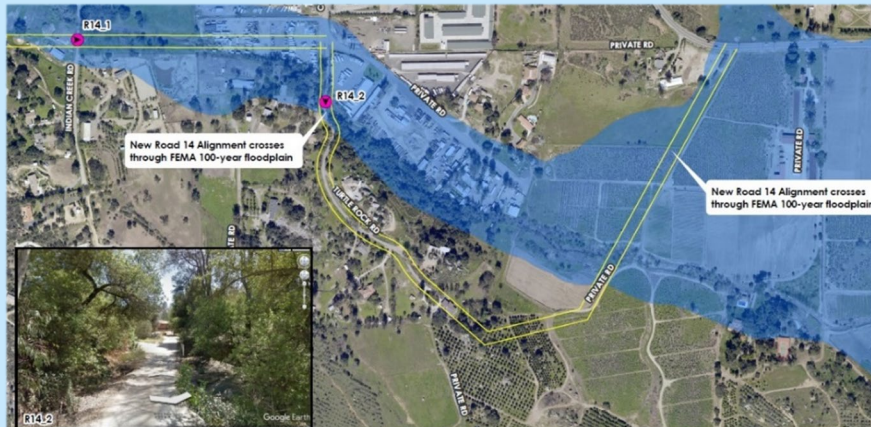 R14_1
PRIVATE RD
INDIAN CREEK RD
R14_2
PRIVATE RD
New Road 14 Alignment crosses
through FEMA 100-year floodplain
PRIVATE RD
New Road 14 Alignment crosses
through FEMA 100-year floodplain
TURTLE ROCK RD
PRIVATE RD
PRIVATE RD
R14_2
Google Earth